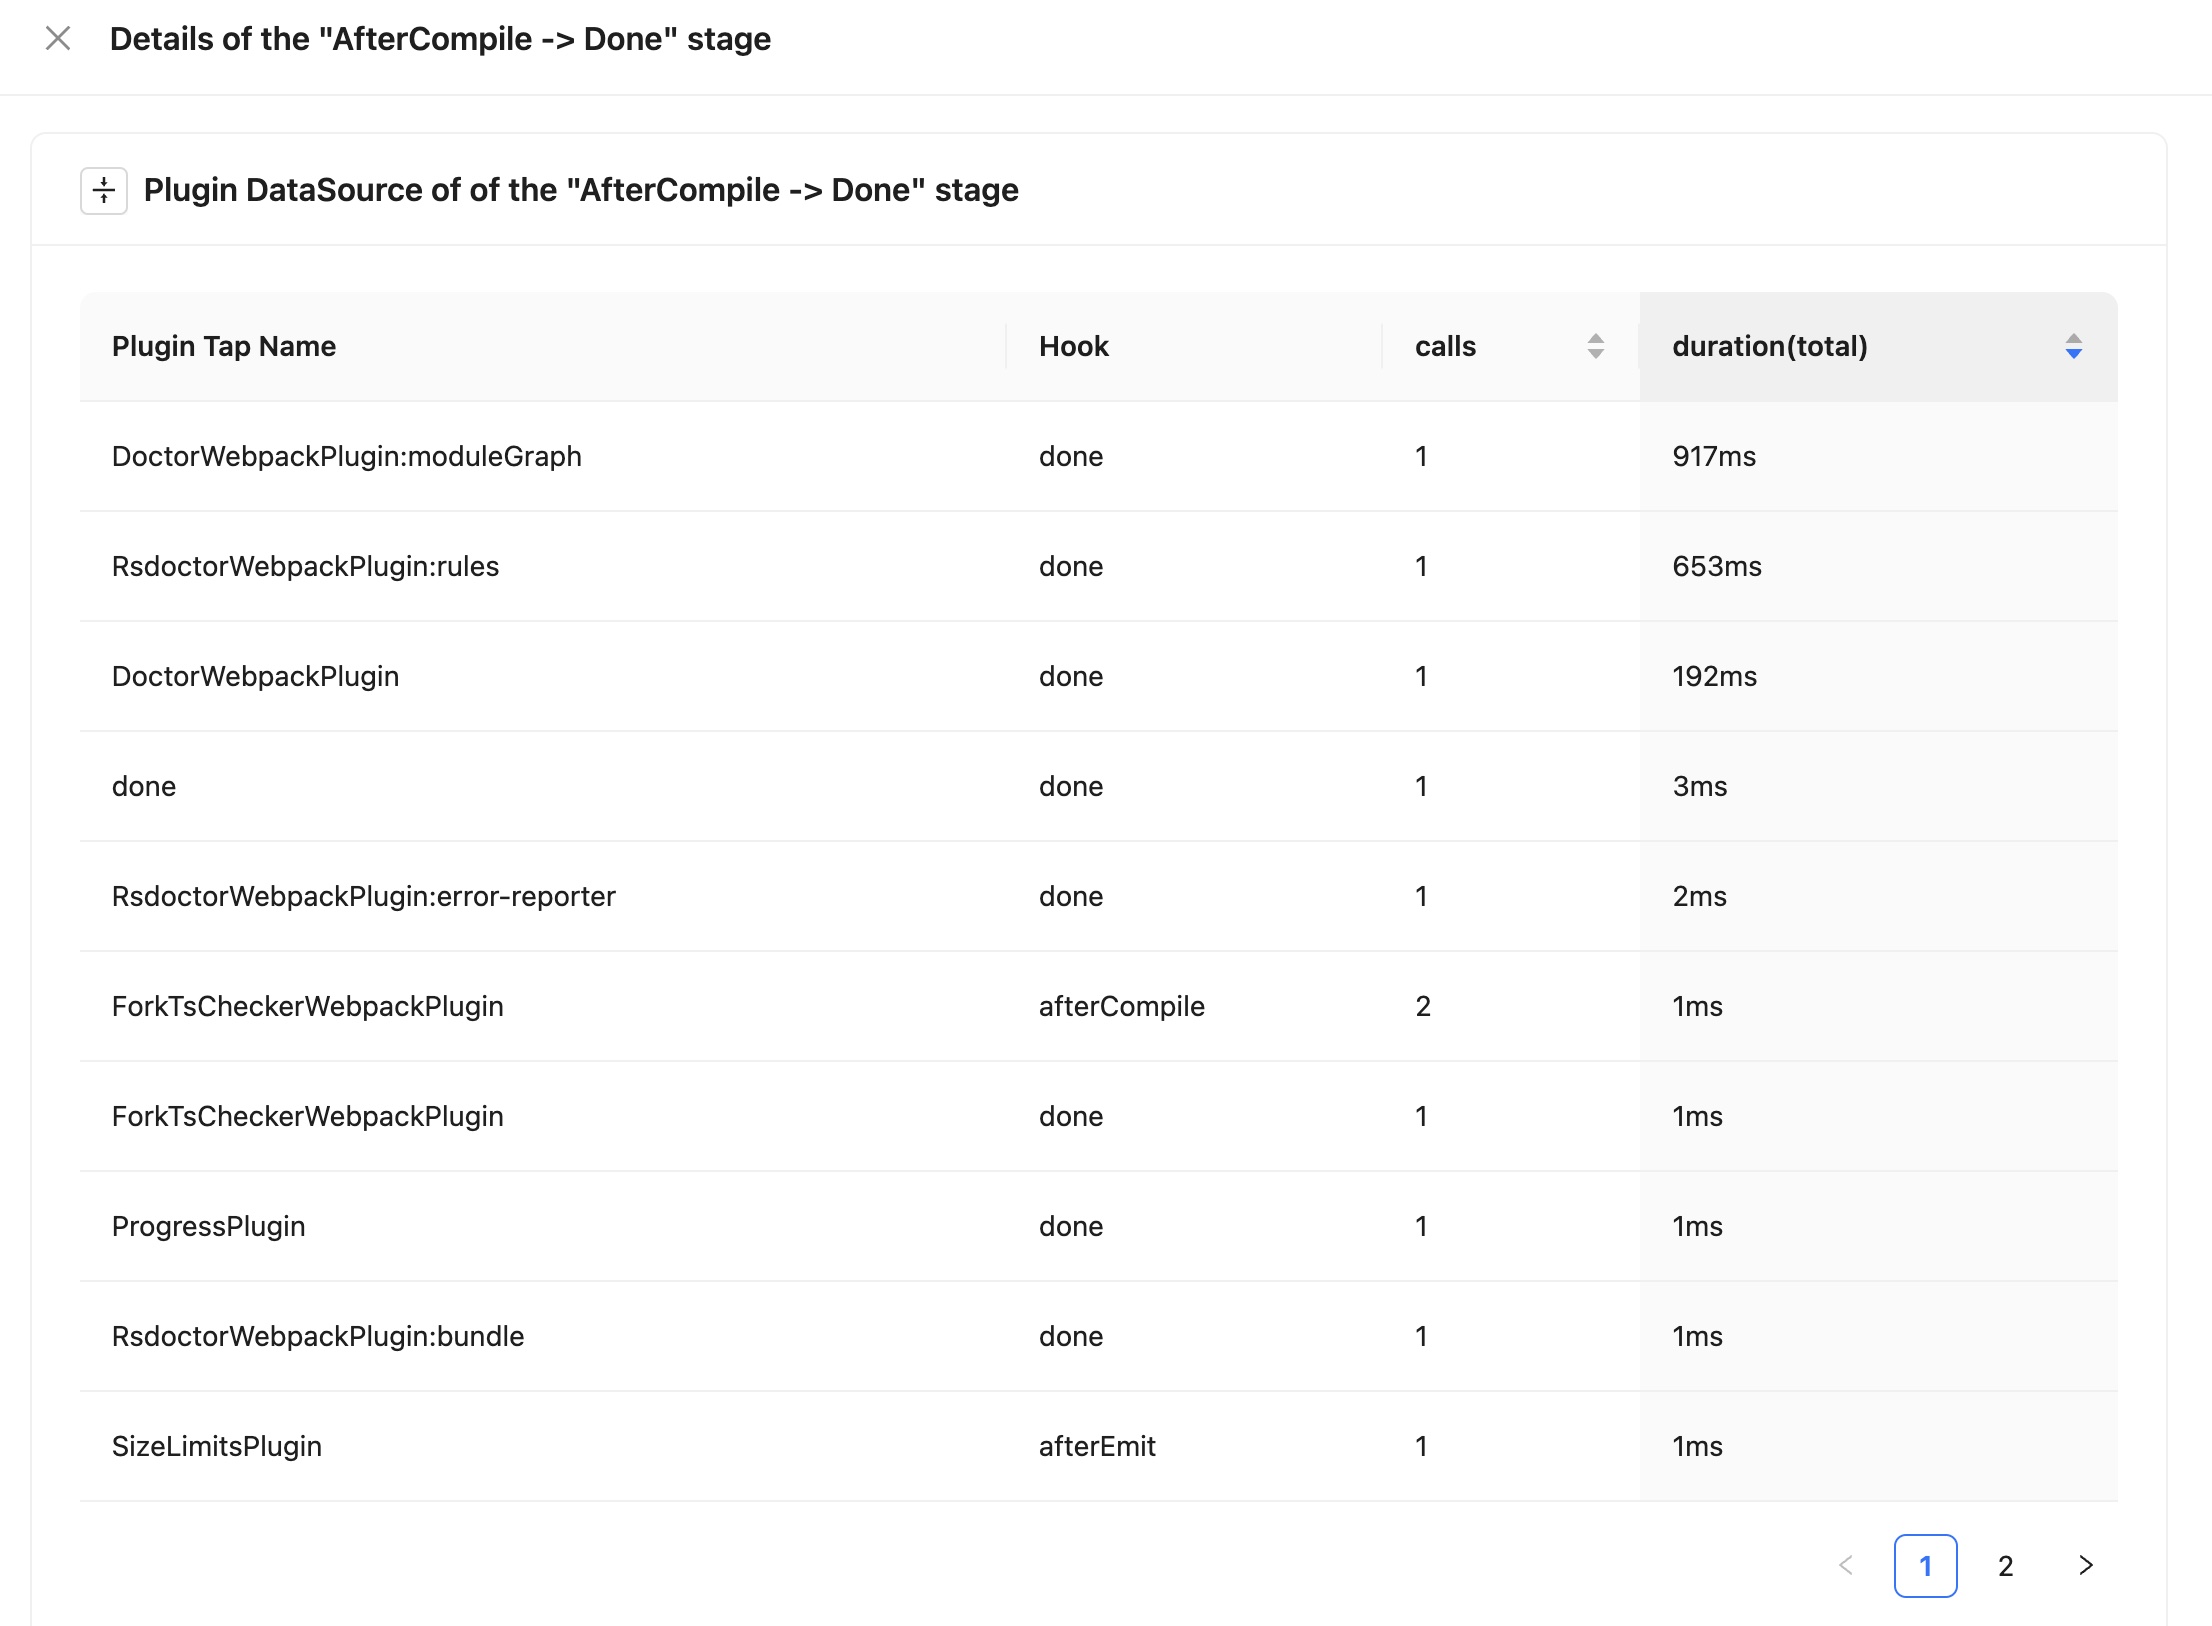 Details of the "AfterCompile -> Done" stage
Plugin DataSource of of the "AfterCompile -> Done" stage
Plugin Tap Name Hook calls duration(total)
DoctorWebpackPlugin:moduleGraph done 1 917ms
RsdoctorWebpackPlugin:rules done 1 653ms
DoctorWebpackPlugin done 1 192ms
done done 1 3ms
RsdoctorWebpackPlugin:error-reporter done 1 2ms
ForkTsCheckerWebpackPlugin afterCompile 2 1ms
ForkTsCheckerWebpackPlugin done 1 1ms
ProgressPlugin done 1 1ms
RsdoctorWebpackPlugin:bundle done 1 1ms
SizeLimitsPlugin afterEmit 1 1ms
1 2